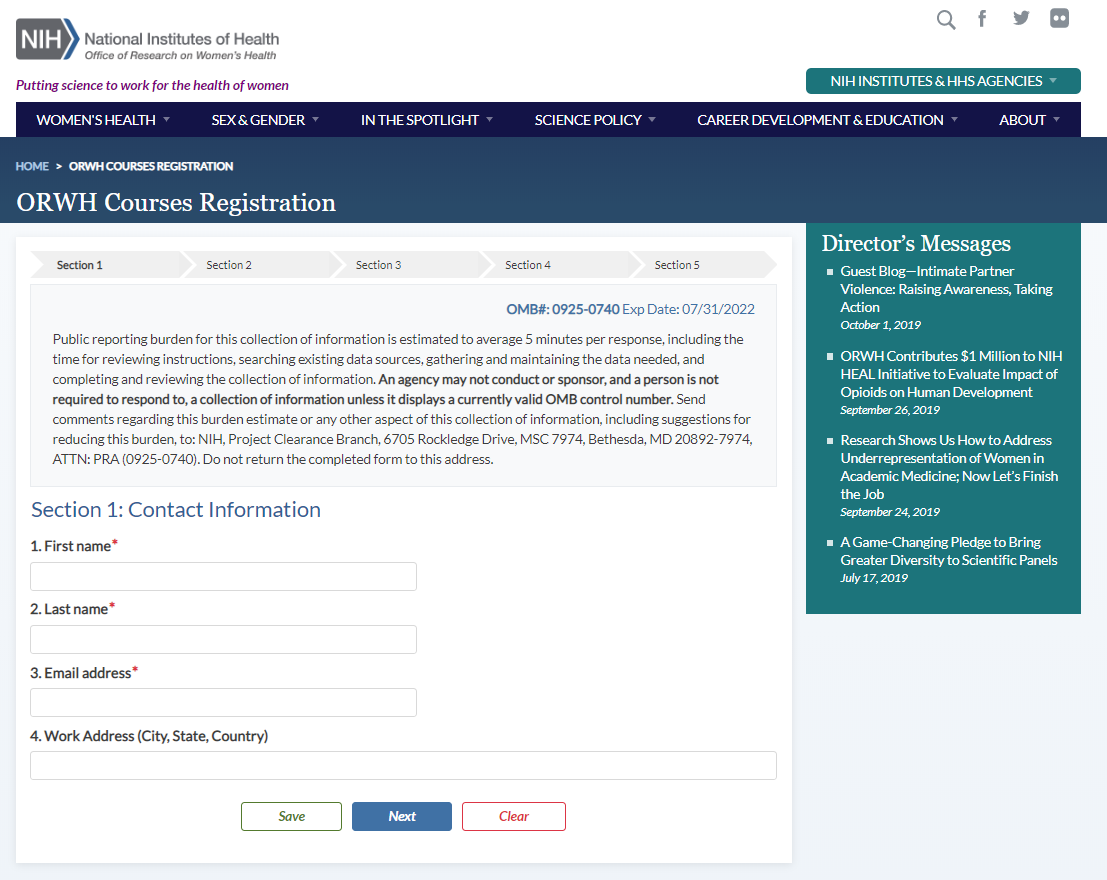 NIH National Institutes of Health
Office of Research on Women's Health
Putting science to work for the health of women
NIH INSTITUTES & HHS AGENCIES
WOMEN'S HEALTH SEX & GENDER IN THE SPOTLIGHT SCIENCE POLICY CAREER DEVELOPMENT & EDUCATION ABOUT
HOME > ORWH COURSES REGISTRATION
ORWH Courses Registration
Section 1 Section 2 Section 3 Section 4 Section 5
OMB#: 0925-0740 Exp Date: 07/31/2022
Public reporting burden for this collection of information is estimated to average 5 minutes per response, including the
time for reviewing instructions, searching existing data sources, gathering and maintaining the data needed, and
completing and reviewing the collection of information. An agency may not conduct or sponsor, and a person is not
required to respond to, a collection of information unless it displays a currently valid OMB control number. Send
comments regarding this burden estimate or any other aspect of this collection of information, including suggestions for
reducing this burden, to: NIH, Project Clearance Branch, 6705 Rockledge Drive, MSC 7974, Bethesda, MD 20892-7974,
ATTN: PRA (0925-0740). Do not return the completed form to this address.
Section 1: Contact Information
1. First name*
2. Last name*
3. Email address*
4. Work Address (City, State, Country)
Save Next Clear
Director's Messages
Guest Blog—Intimate Partner
Violence: Raising Awareness, Taking
Action
October 1, 2019
ORWH Contributes $1 Million to NIH
HEAL Initiative to Evaluate Impact of
Opioids on Human Development
September 26, 2019
Research Shows Us How to Address
Underrepresentation of Women in
Academic Medicine; Now Let's Finish
the Job
September 24, 2019
A Game-Changing Pledge to Bring
Greater Diversity to Scientific Panels
July 17, 2019